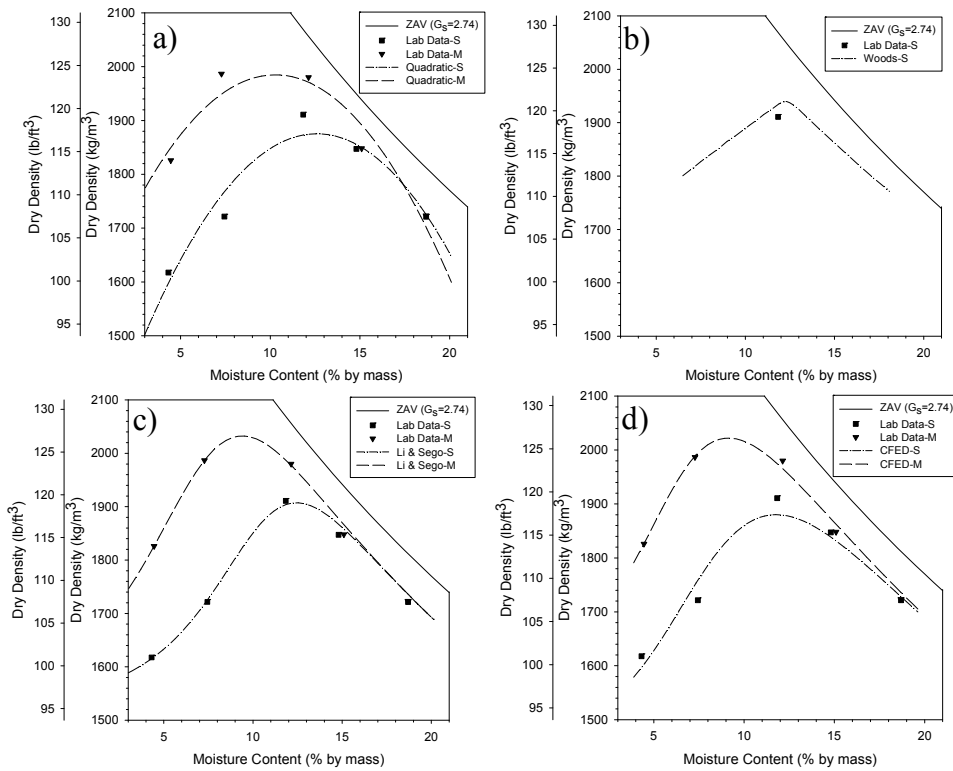 a)
ZAV (Gs=2.74)
Lab Data-S
Lab Data-M
Quadratic-S
Quadratic-M
Dry Density (lb/ft³)
130
125
120
115
110
105
100
95
Dry Density (kg/m³)
2100
2000
1900
1800
1700
1600
1500
5
10
15
20
Moisture Content (% by mass)
b)
ZAV (Gs=2.74)
Lab Data-S
Woods-S
Dry Density (lb/ft³)
130
125
120
115
110
105
100
95
Dry Density (kg/m³)
2100
2000
1900
1800
1700
1600
1500
5
10
15
20
Moisture Content (% by mass)
c)
ZAV (Gs=2.74)
Lab Data-S
Lab Data-M
Li & Sego-S
Li & Sego-M
Dry Density (lb/ft³)
130
125
120
115
110
105
100
95
Dry Density (kg/m³)
2100
2000
1900
1800
1700
1600
1500
5
10
15
20
Moisture Content (% by mass)
d)
ZAV (Gs=2.74)
Lab Data-S
Lab Data-M
CFED-S
CFED-M
Dry Density (lb/ft³)
130
125
120
115
110
105
100
95
Dry Density (kg/m³)
2100
2000
1900
1800
1700
1600
1500
5
10
15
20
Moisture Content (% by mass)